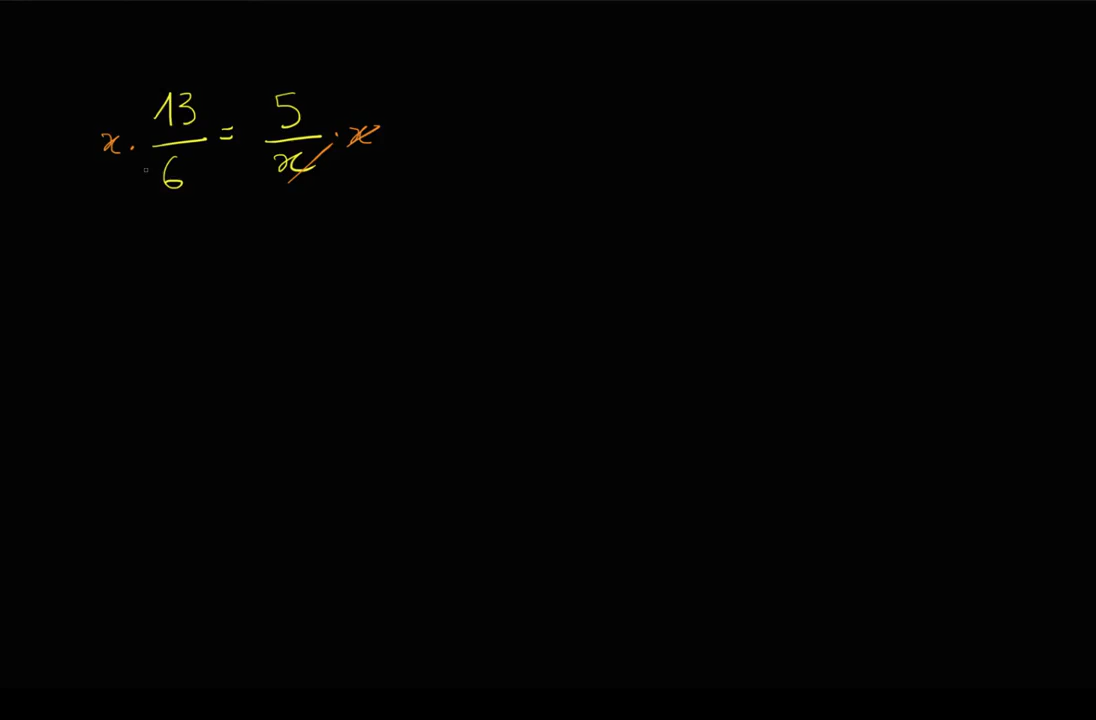 x · 13/6 = 5/x · x